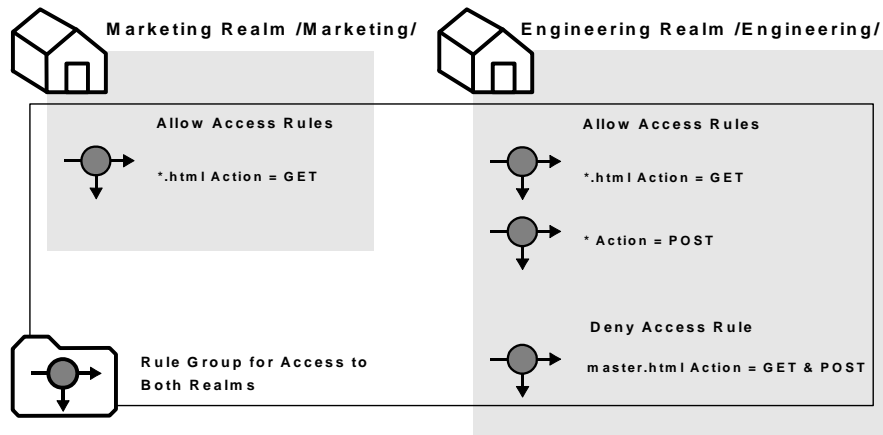 Marketing Realm /Marketing/
Engineering Realm /Engineering/
Allow Access Rules
*.html Action = GET
Allow Access Rules
*.html Action = GET
* Action = POST
Deny Access Rule
master.html Action = GET & POST
Rule Group for Access to
Both Realms